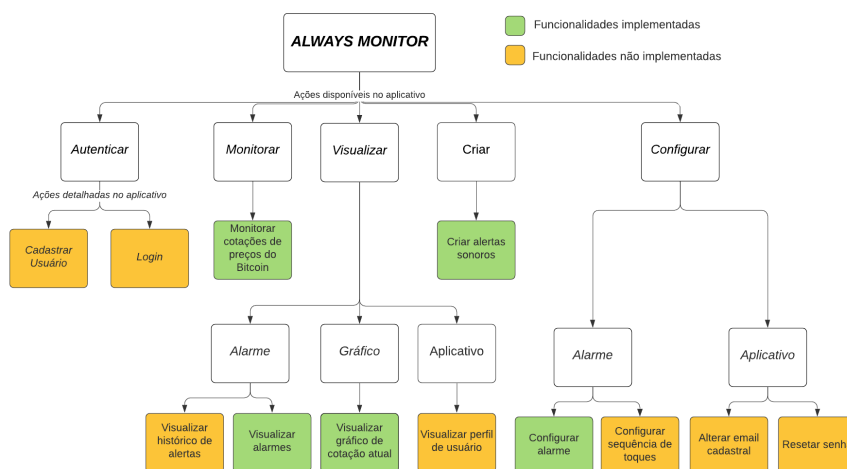 ALWAYS MONITOR
Funcionalidades implementadas
Funcionalidades não implementadas
Ações disponíveis no aplicativo
Autenticar
Monitorar
Visualizar
Criar
Configurar
Ações detalhadas no aplicativo
Cadastrar
Usuário
Login
Monitorar
cotações de
preços do
Bitcoin
Criar alertas
sonoros
Alarme
Gráfico
Aplicativo
Alarme
Aplicativo
Visualizar
histórico de
alertas
Visualizar
alarmes
Visualizar
gráfico de
cotação atual
Visualizar perfil
de usuário
Configurar
alarme
Configurar
sequência de
toques
Alterar email
cadastral
Resetar senha